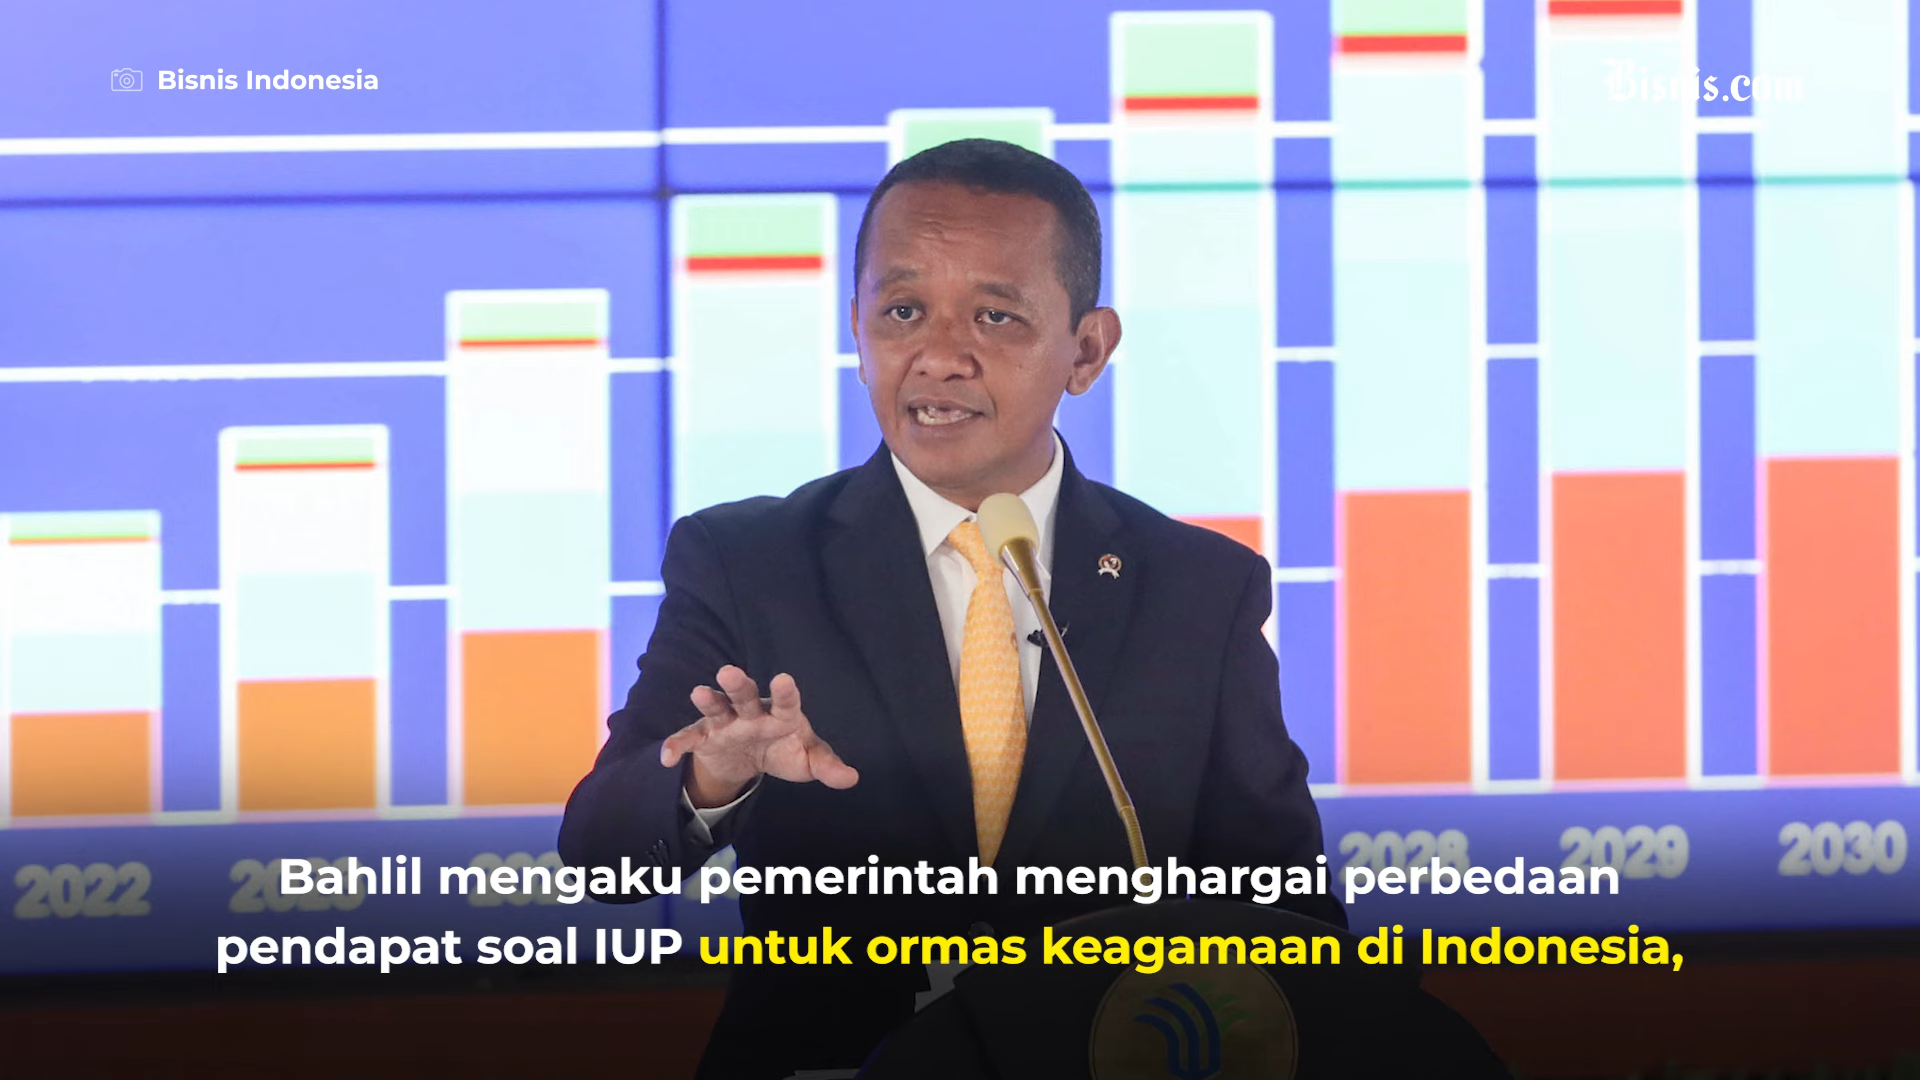 Bisnis Indonesia
Bisnis.com
2022
2028
2029
2030
Bahlil mengaku pemerintah menghargai perbedaan
pendapat soal IUP untuk ormas keagamaan di Indonesia,